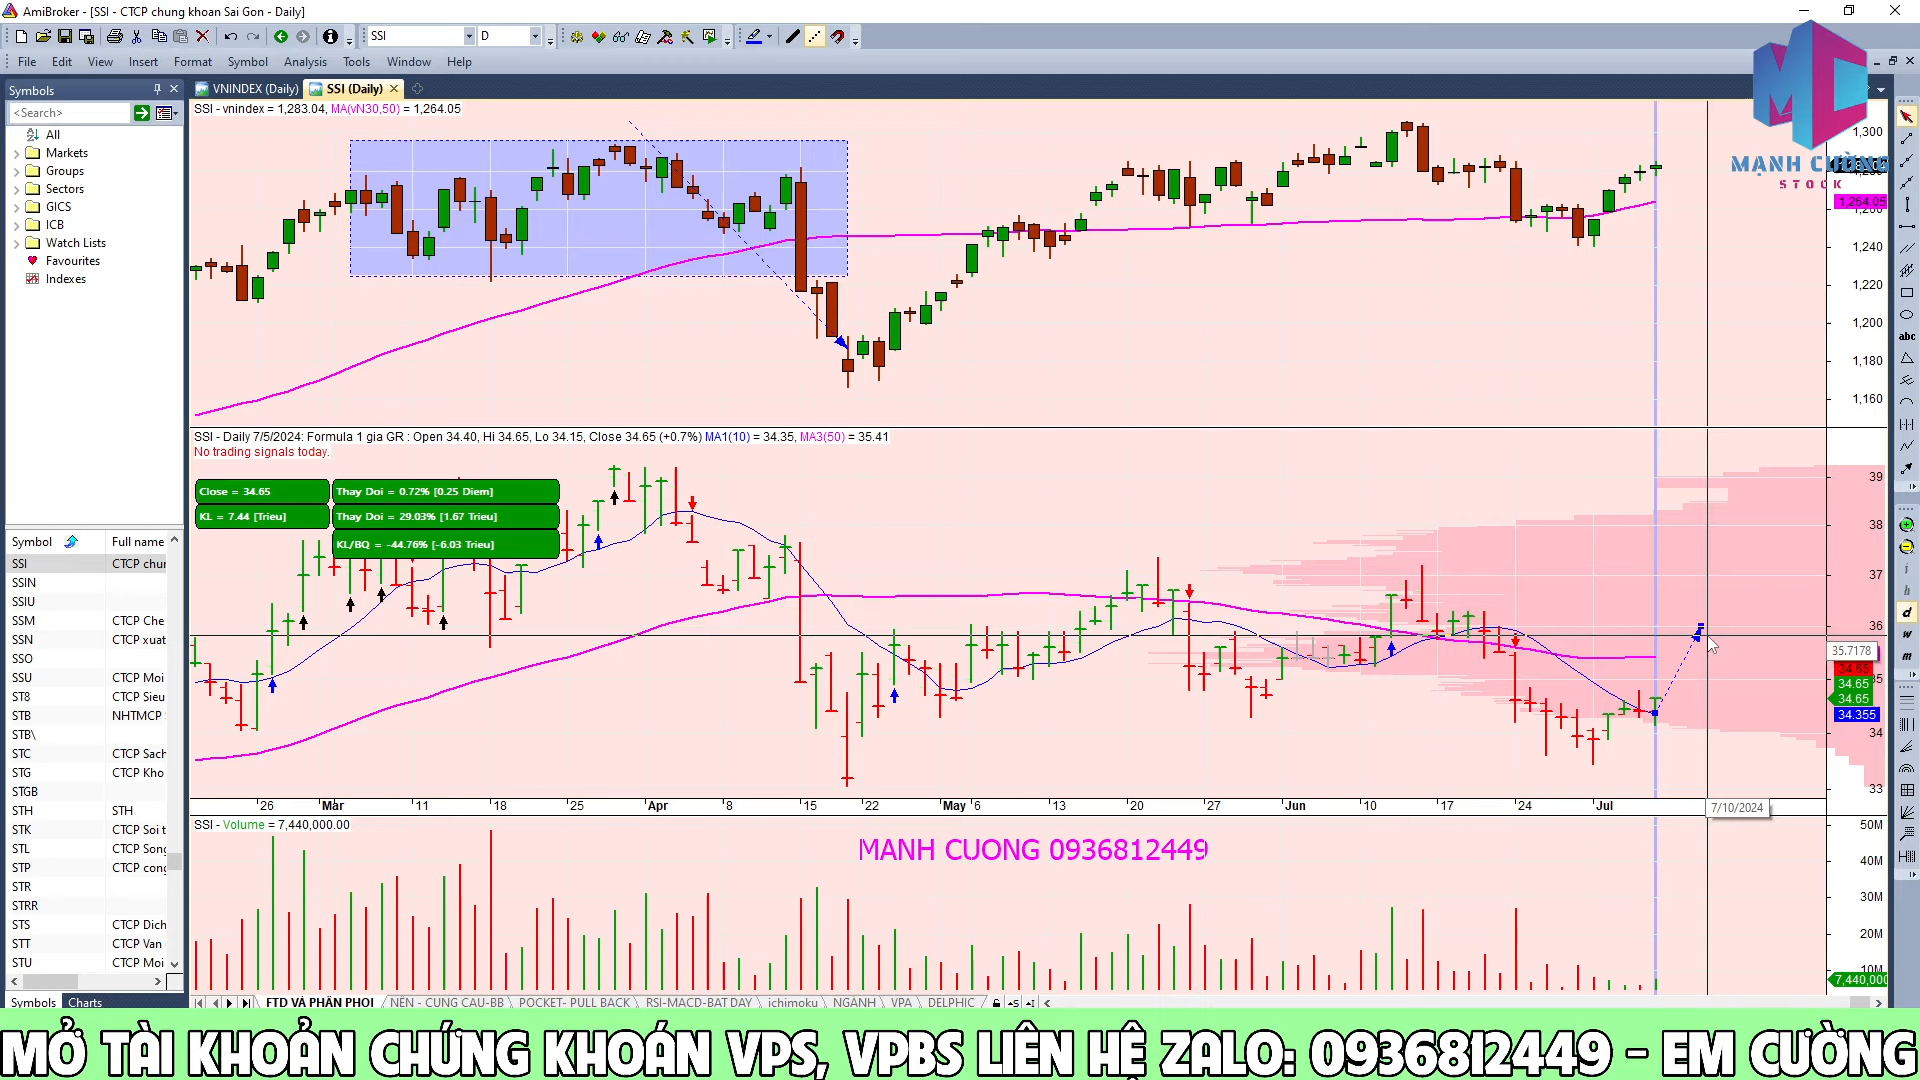 AmiBroker - [SSI - CTCP chung khoan Sai Gon - Daily]
SSI
D
File Edit View Insert Format Symbol Analysis Tools Window Help
MẠNH CƯỜNG
STOCK
Symbols
<Search>
All
Markets
Groups
Sectors
GICS
ICB
Watch Lists
Favourites
Indexes
Symbol Full name
SSI CTCP chur
SSIN
SSIU
SSM CTCP Che
SSN CTCP xuat
SSO
SSU CTCP Moi
ST8 CTCP Sieu
STB NHTMCP
STB\
STC CTCP Sach
STG CTCP Kho
STGB
STH STH
STK CTCP Soi t
STL CTCP Song
STP CTCP cong
STR
STRR
STS CTCP Dich
STT CTCP Van
STU CTCP Moi
Symbols Charts
VNINDEX (Daily) SSI (Daily)
SSI - vnindex = 1,283.04, MA(vN30,50) = 1,264.05
1,300
1,264.05
1,260
1,240
1,220
1,200
1,180
1,160
SSI - Daily 7/5/2024: Formula 1 gia GR : Open 34.40, Hi 34.65, Lo 34.15, Close 34.65 (+0.7%) MA1(10) = 34.35, MA3(50) = 35.41
No trading signals today.
Close = 34.65 Thay Doi = 0.72% [0.25 Diem]
KL = 7.44 [Trieu] Thay Doi = 29.03% [1.67 Trieu]
KL/BQ = -44.76% [-6.03 Trieu]
39
38
37
36
35.7178
34.65
34.65
34.355
34
33
26 Mar 11 18 25 Apr 8 15 22 May 6 13 20 27 Jun 10 17 24 Jul
7/10/2024
SSI - Volume = 7,440,000.00
MANH CUONG 0936812449
50M
40M
30M
20M
10M
7,440,000
FTD VÀ PHÂN PHOI NÊN - CUNG CAU-BB POCKET- PULL BACK RSI-MACD-BAT DAY ichimoku NGÀNH VPA DELPHIC
abc
i
h
d
w
m
MỞ TÀI KHOẢN CHỨNG KHOÁN VPS, VPBS LIÊN HỆ ZALO: 0936812449 - EM CƯỜNG